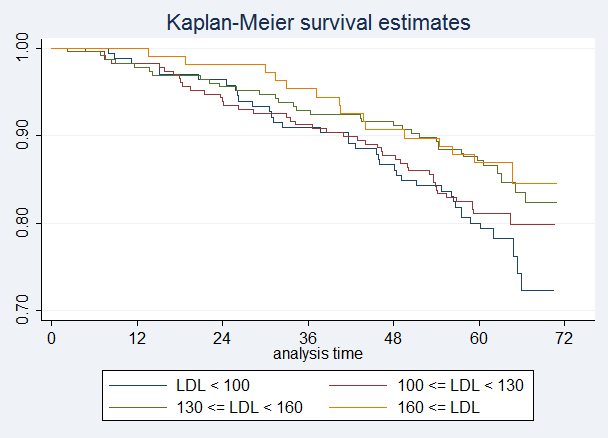 Kaplan-Meier survival estimates
1.00
0.90
0.80
0.70
0 12 24 36 48 60 72
analysis time
LDL < 100 100 <= LDL < 130
130 <= LDL < 160 160 <= LDL